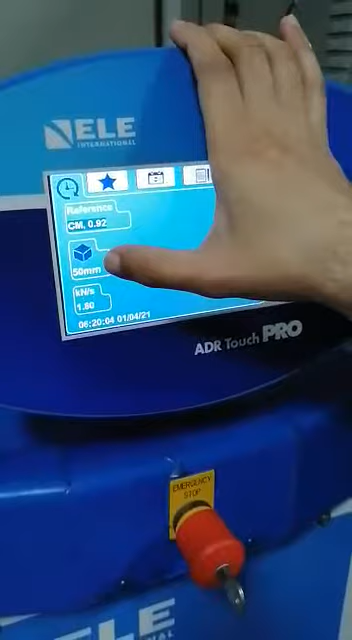 ELE
INTERNATIONAL
Reference
CM, 0.92
50mm
kN/s
1.80
06:20:04 01/04/21
ADR Touch PRO
EMERGENCY
STOP
ELE